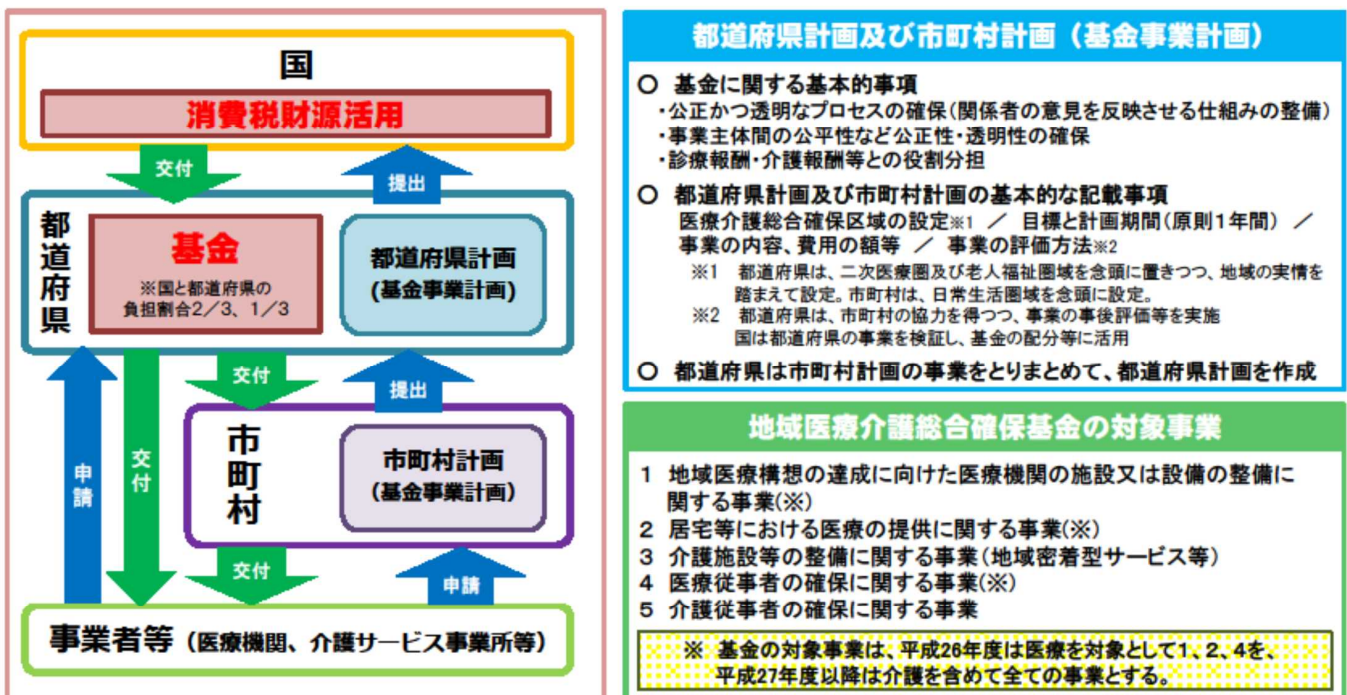 国
消費税財源活用
交付
提出
都道府県
基金
※国と都道府県の
負担割合2／3、1／3
都道府県計画
(基金事業計画)
交付
提出
申請
交付
市町村
市町村計画
(基金事業計画)
交付
申請
事業者等（医療機関、介護サービス事業所等）
都道府県計画及び市町村計画（基金事業計画）
○ 基金に関する基本的事項
・公正かつ透明なプロセスの確保(関係者の意見を反映させる仕組みの整備)
・事業主体間の公平性など公正性・透明性の確保
・診療報酬・介護報酬等との役割分担
○ 都道府県計画及び市町村計画の基本的な記載事項
医療介護総合確保区域の設定※1 ／ 目標と計画期間(原則1年間) ／
事業の内容、費用の額等 ／ 事業の評価方法※2
※1 都道府県は、二次医療圏及び老人福祉圏域を念頭に置きつつ、地域の実情を
踏まえて設定。市町村は、日常生活圏域を念頭に設定。
※2 都道府県は、市町村の協力を得つつ、事業の事後評価等を実施
国は都道府県の事業を検証し、基金の配分等に活用
○ 都道府県は市町村計画の事業をとりまとめて、都道府県計画を作成
地域医療介護総合確保基金の対象事業
1 地域医療構想の達成に向けた医療機関の施設又は設備の整備に
関する事業(※)
2 居宅等における医療の提供に関する事業(※)
3 介護施設等の整備に関する事業(地域密着型サービス等)
4 医療従事者の確保に関する事業(※)
5 介護従事者の確保に関する事業
※ 基金の対象事業は、平成26年度は医療を対象として1、2、4を、
平成27年度以降は介護を含めて全ての事業とする。